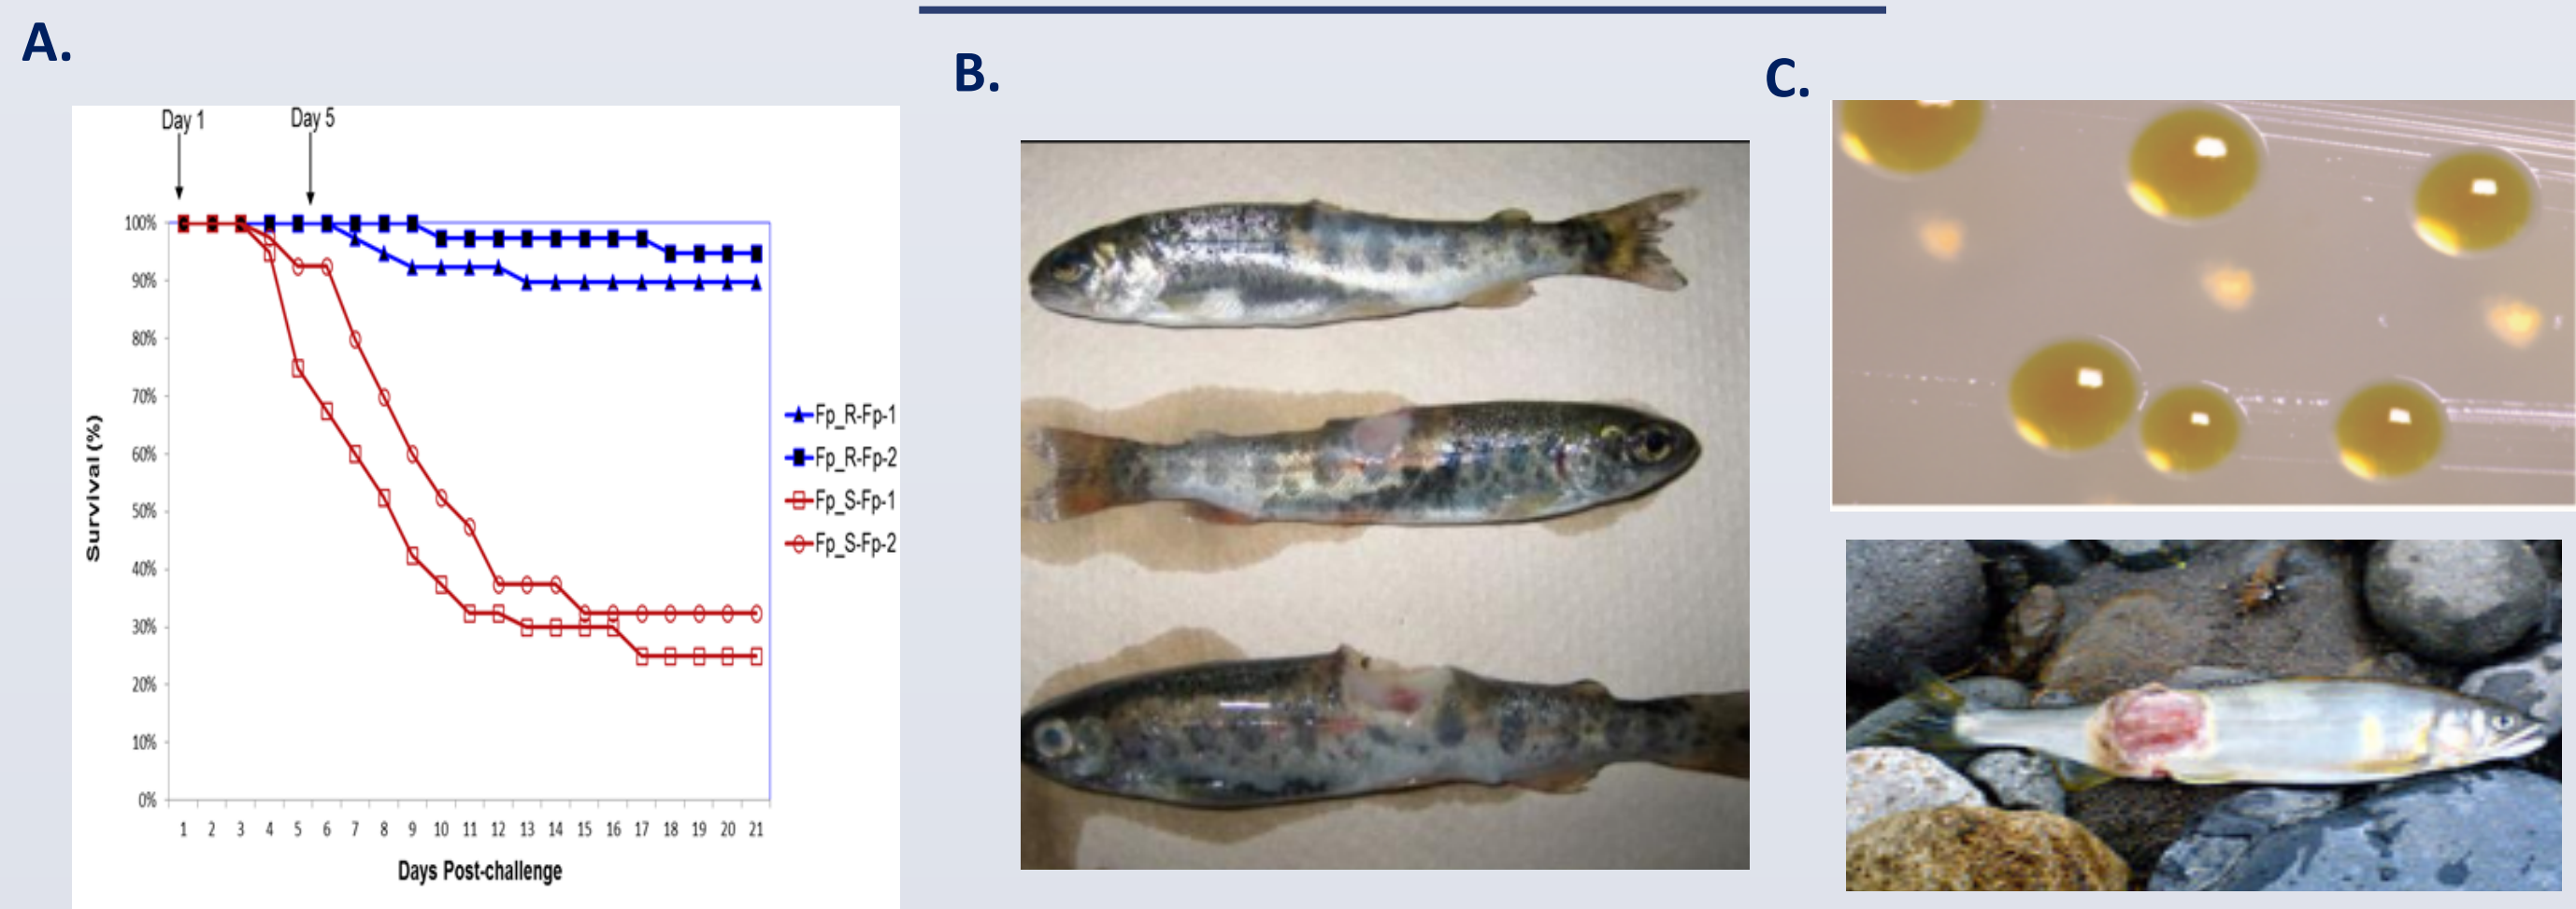 A.
Day 1
Day 5
100%
90%
80%
70%
60%
50%
40%
30%
20%
10%
0%
Survival (%)
1 2 3 4 5 6 7 8 9 10 11 12 13 14 15 16 17 18 19 20 21
Days Post-challenge
Fp_R-Fp-1
Fp_R-Fp-2
Fp_S-Fp-1
Fp_S-Fp-2
B.
C.